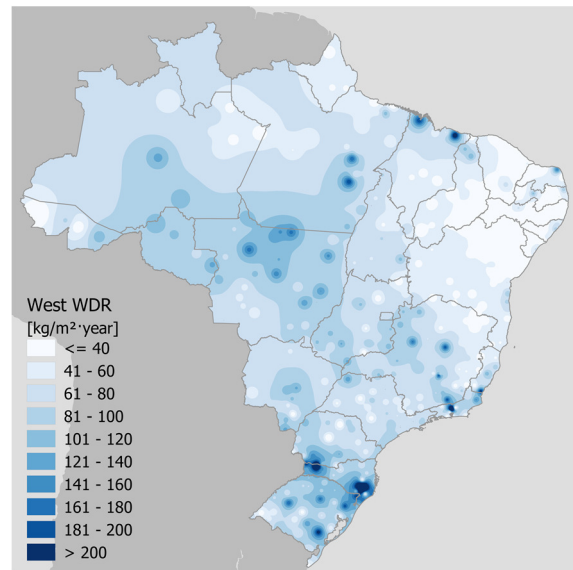 West WDR
[kg/m²·year]
<= 40
41 - 60
61 - 80
81 - 100
101 - 120
121 - 140
141 - 160
161 - 180
181 - 200
> 200